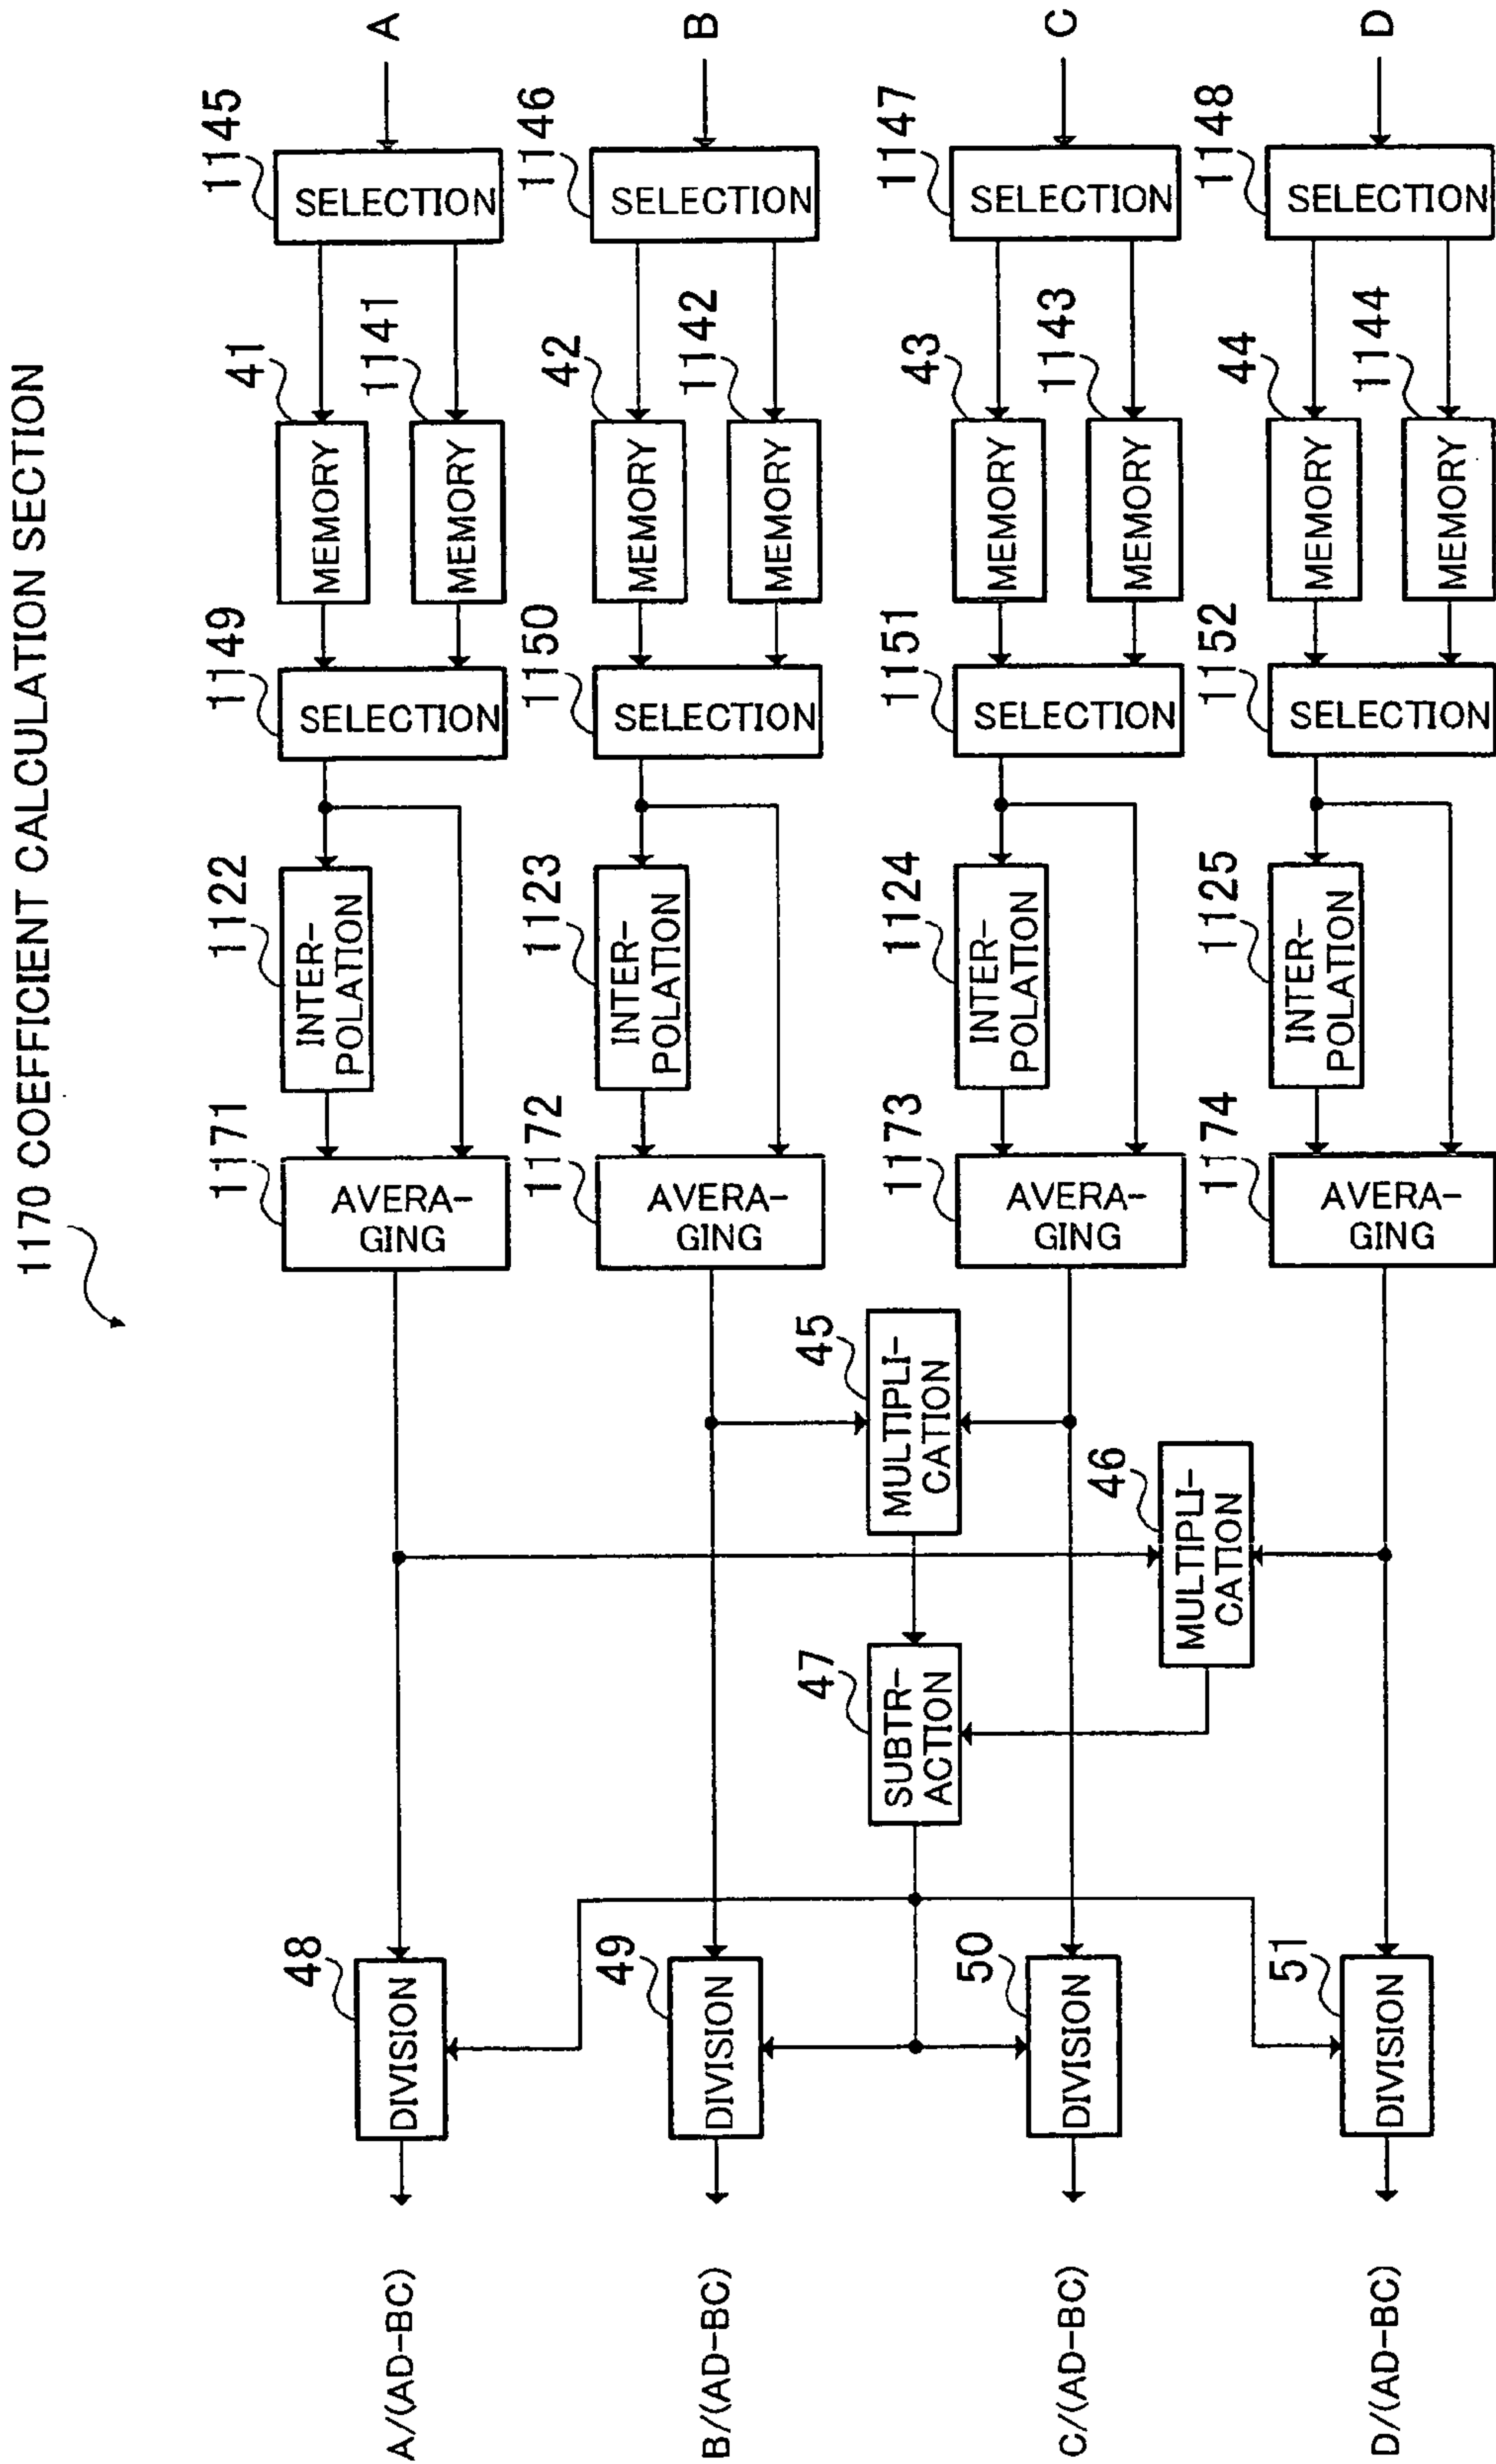 1170 COEFFICIENT CALCULATION SECTION
A
1145
SELECTION
41
MEMORY
1141
MEMORY
1149
SELECTION
1122
INTER-
POLATION
1171
AVERA-
GING
48
DIVISION
A/(AD-BC)
B
1146
SELECTION
42
MEMORY
1142
MEMORY
1150
SELECTION
1123
INTER-
POLATION
1172
AVERA-
GING
45
MULTIPLI-
CATION
47
SUBTR-
ACTION
49
DIVISION
B/(AD-BC)
C
1147
SELECTION
43
MEMORY
1143
MEMORY
1151
SELECTION
1124
INTER-
POLATION
1173
AVERA-
GING
46
MULTIPLI-
CATION
50
DIVISION
C/(AD-BC)
D
1148
SELECTION
44
MEMORY
1144
MEMORY
1152
SELECTION
1125
INTER-
POLATION
1174
AVERA-
GING
51
DIVISION
D/(AD-BC)